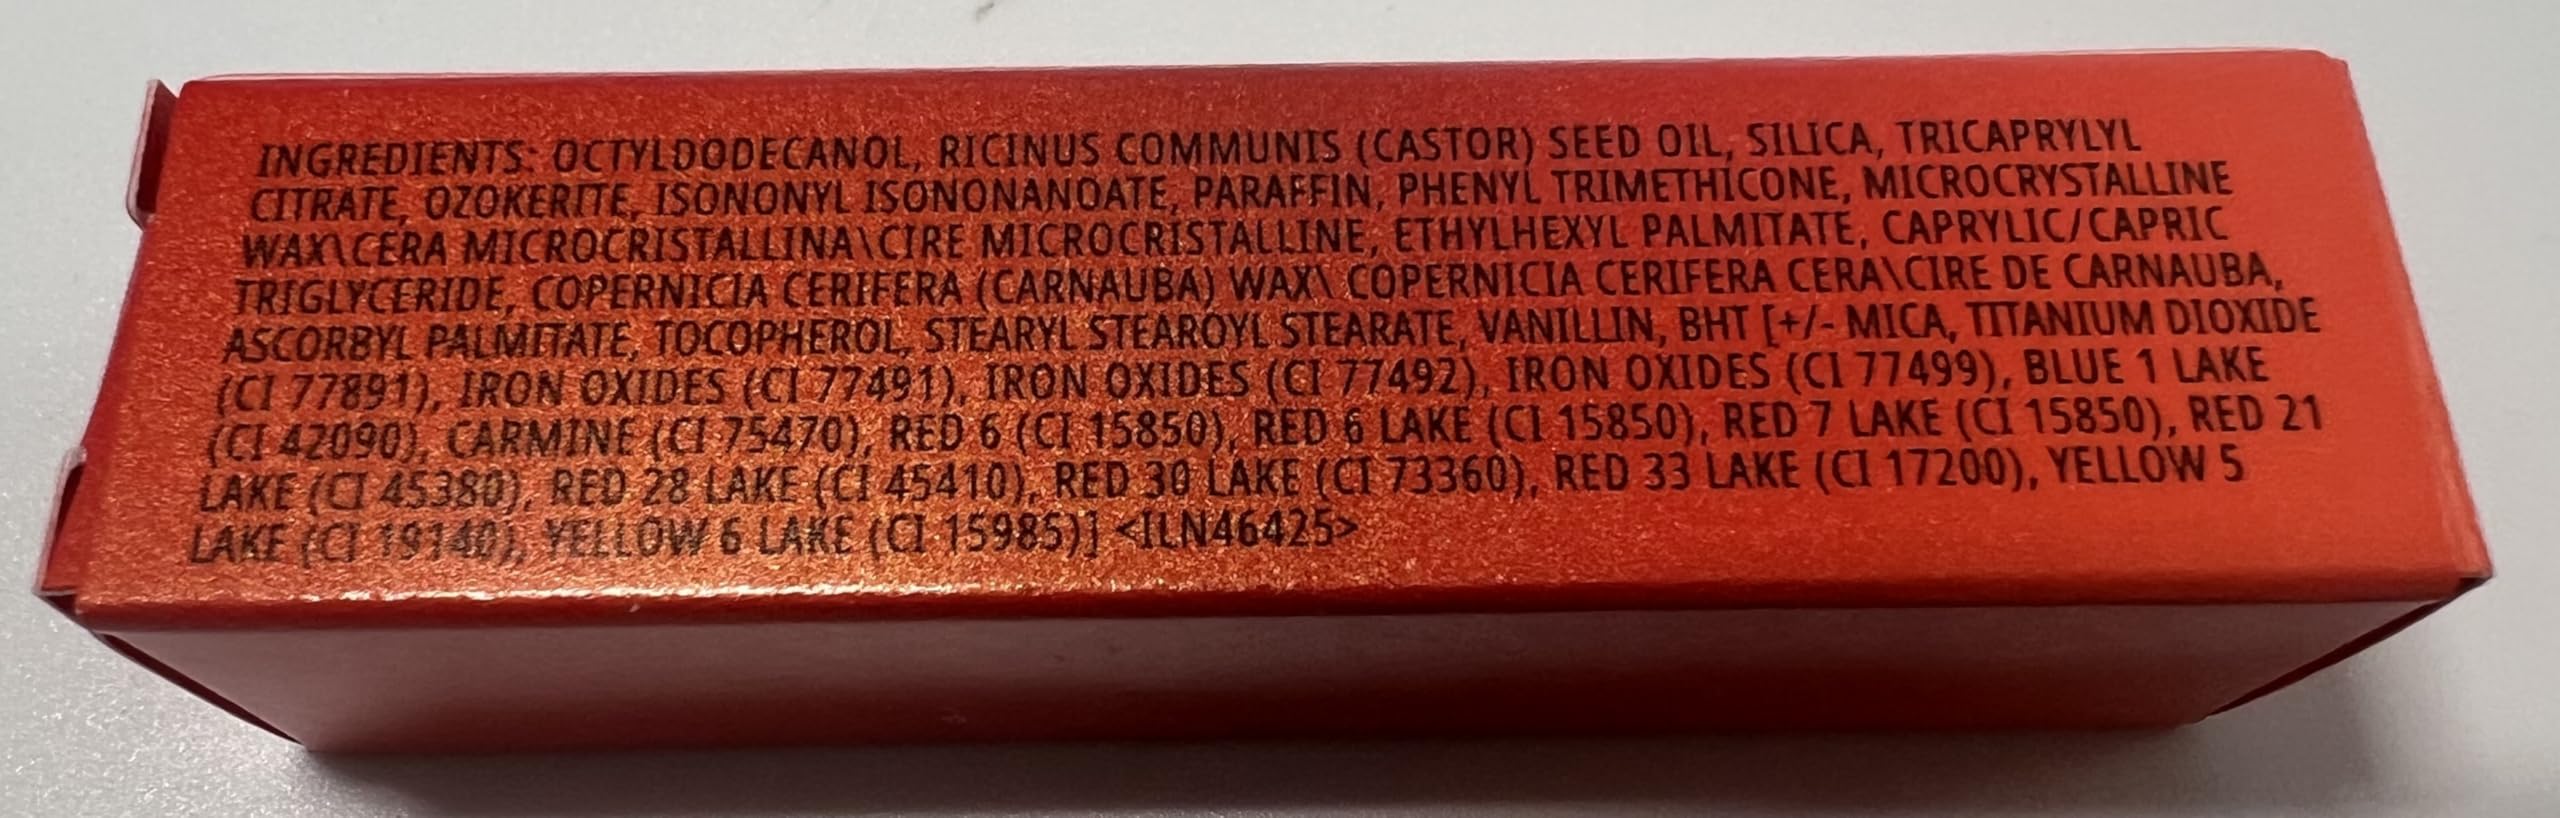 INGREDIENTS: OCTYLDODECANOL, RICINUS COMMUNIS (CASTOR) SEED OIL, SILICA, TRICAPRYLYL
CITRATE, OZOKERITE, ISONONYL ISONONANOATE, PARAFFIN, PHENYL TRIMETHICONE, MICROCRYSTALLINE
WAX\CERA MICROCRISTALLINA\CIRE MICROCRISTALLINE, ETHYLHEXYL PALMITATE, CAPRYLIC/CAPRIC
TRIGLYCERIDE, COPERNICIA CERIFERA (CARNAUBA) WAX\ COPERNICIA CERIFERA CERA\CIRE DE CARNAUBA,
ASCORBYL PALMITATE, TOCOPHEROL, STEARYL STEAROYL STEARATE, VANILLIN, BHT [+/- MICA, TITANIUM DIOXIDE
(CI 77891), IRON OXIDES (CI 77491), IRON OXIDES (CI 77492), IRON OXIDES (CI 77499), BLUE 1 LAKE
(CI 42090), CARMINE (CI 75470), RED 6 (CI 15850), RED 6 LAKE (CI 15850), RED 7 LAKE (CI 15850), RED 21
LAKE (CI 45380), RED 28 LAKE (CI 45410), RED 30 LAKE (CI 73360), RED 33 LAKE (CI 17200), YELLOW 5
LAKE (CI 19140), YELLOW 6 LAKE (CI 15985)] <ILN46425>